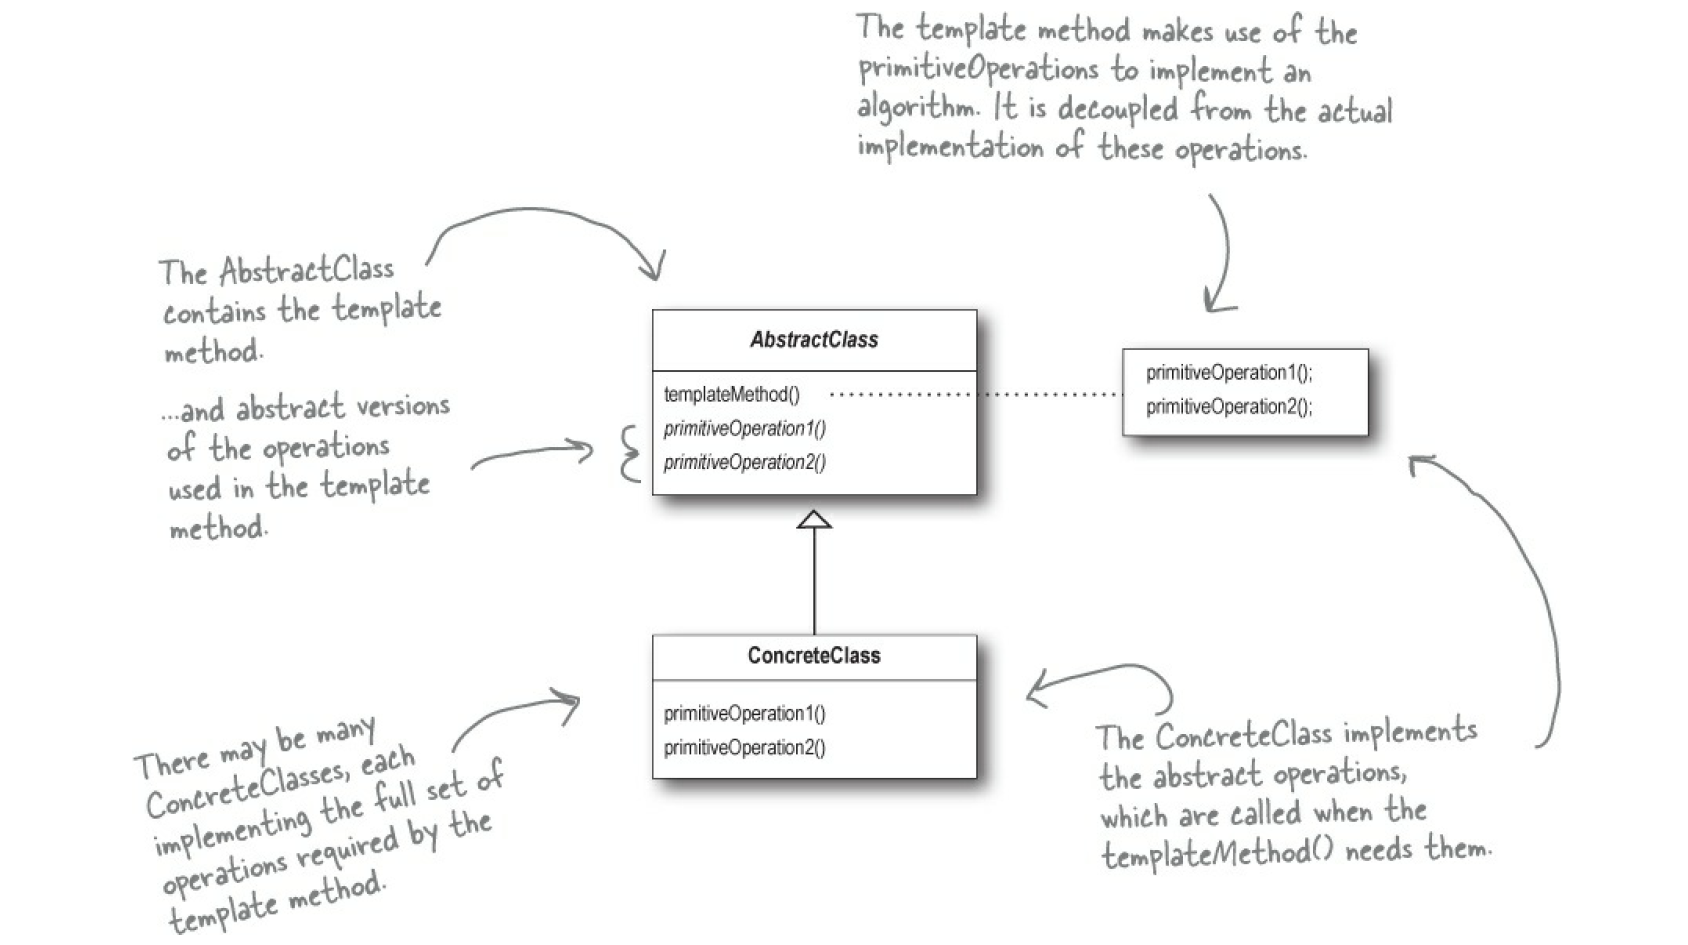 The template method makes use of the
primitiveOperations to implement an
algorithm. It is decoupled from the actual
implementation of these operations.
The AbstractClass
contains the template
method.
...and abstract versions
of the operations
used in the template
method.
AbstractClass
templateMethod()
primitiveOperation1()
primitiveOperation2()
primitiveOperation1();
primitiveOperation2();
ConcreteClass
primitiveOperation1()
primitiveOperation2()
There may be many
ConcreteClasses, each
implementing the full set of
operations required by the
template method.
The ConcreteClass implements
the abstract operations,
which are called when the
templateMethod() needs them.